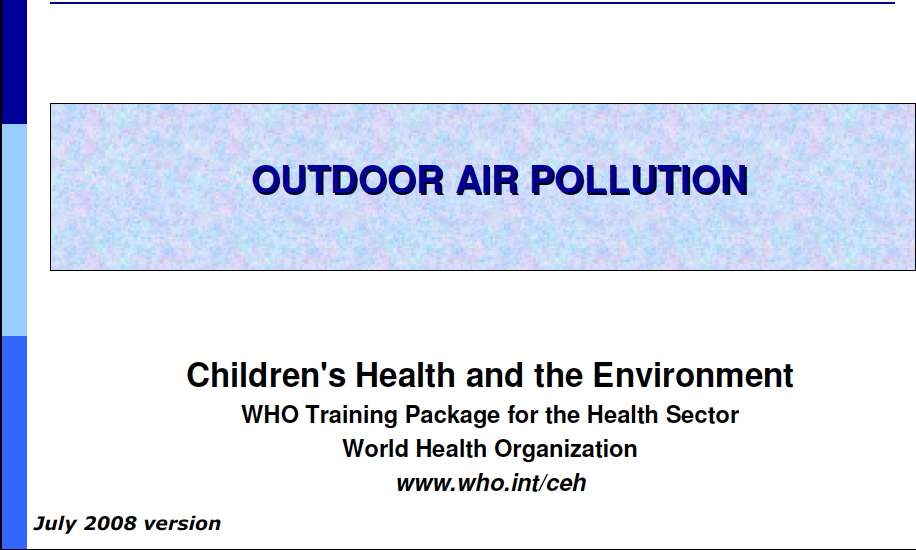 OUTDOOR AIR POLLUTION
Children's Health and the Environment
WHO Training Package for the Health Sector
World Health Organization
www.who.int/ceh
July 2008 version